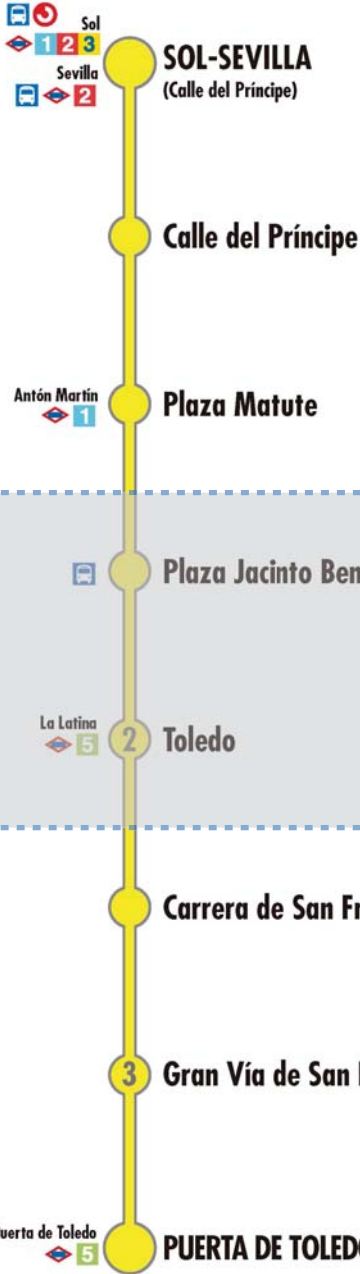 Sol
1 2 3
Sevilla
2
SOL-SEVILLA
(Calle del Príncipe)
Calle del Príncipe
Antón Martín
1
Plaza Matute
Plaza Jacinto Ben
La Latina
5
2
Toledo
Carrera de San Fr
3
Gran Vía de San
uerta de Toledo
5
PUERTA DE TOLEDO